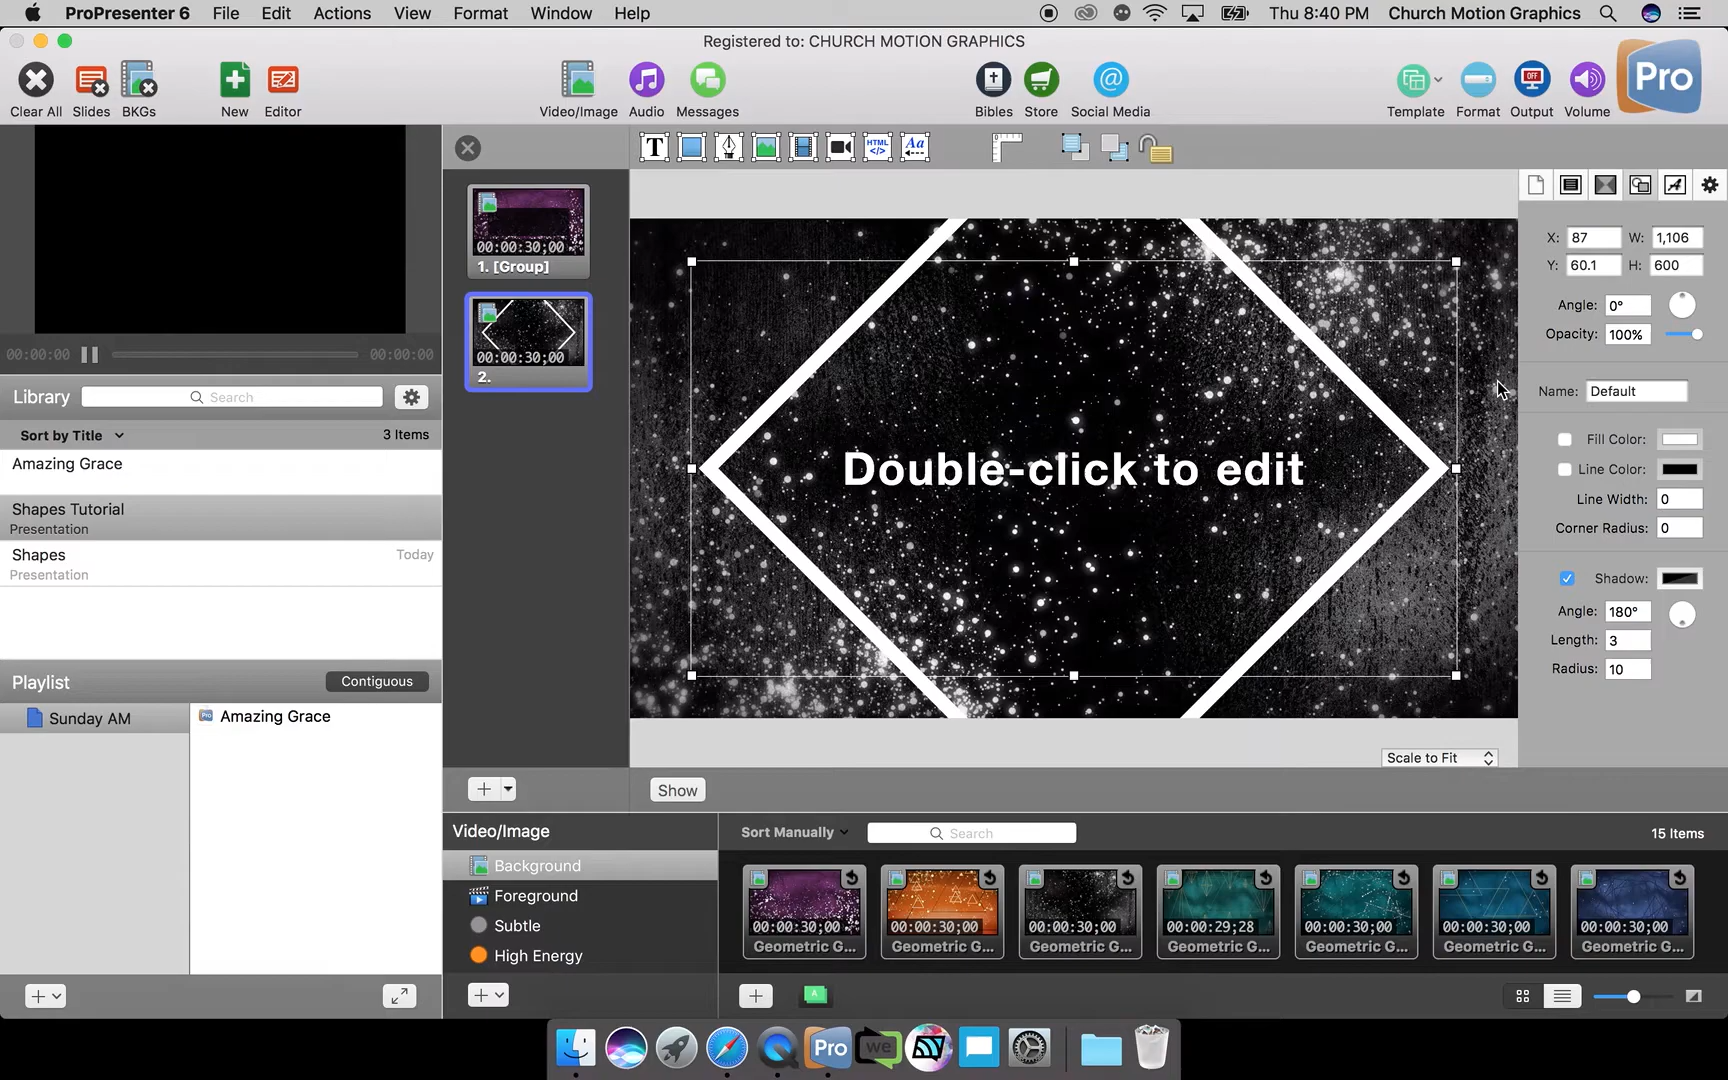 ProPresenter 6 File Edit Actions View Format Window Help Thu 8:40 PM Church Motion Graphics
Registered to: CHURCH MOTION GRAPHICS
Clear All Slides BKGs New Editor Video/Image Audio Messages Bibles Store Social Media Template Format Output Volume
OFF
Pro
T
HTML
</>
Aa
A
00:00:30;00
1. [Group]
00:00:30;00
2.
Double-click to edit
X: 87 W: 1,106
Y: 60.1 H: 600
Angle: 0°
Opacity: 100%
Name: Default
Fill Color:
Line Color:
Line Width: 0
Corner Radius: 0
Shadow:
Angle: 180°
Length: 3
Radius: 10
00:00:00 00:00:00
Library Search
Sort by Title 3 Items
Amazing Grace
Shapes Tutorial
Presentation
Shapes Today
Presentation
Playlist Contiguous
Sunday AM
Pro Amazing Grace
Scale to Fit
Show
Video/Image
Background
Foreground
Subtle
High Energy
Sort Manually Search 15 Items
00:00:30;00 00:00:30;00 00:00:30;00 00:00:29;28 00:00:30;00 00:00:30;00 00:00:30;00
Geometric G... Geometric G... Geometric G... Geometric G... Geometric G... Geometric G... Geometric G...
A
Pro we